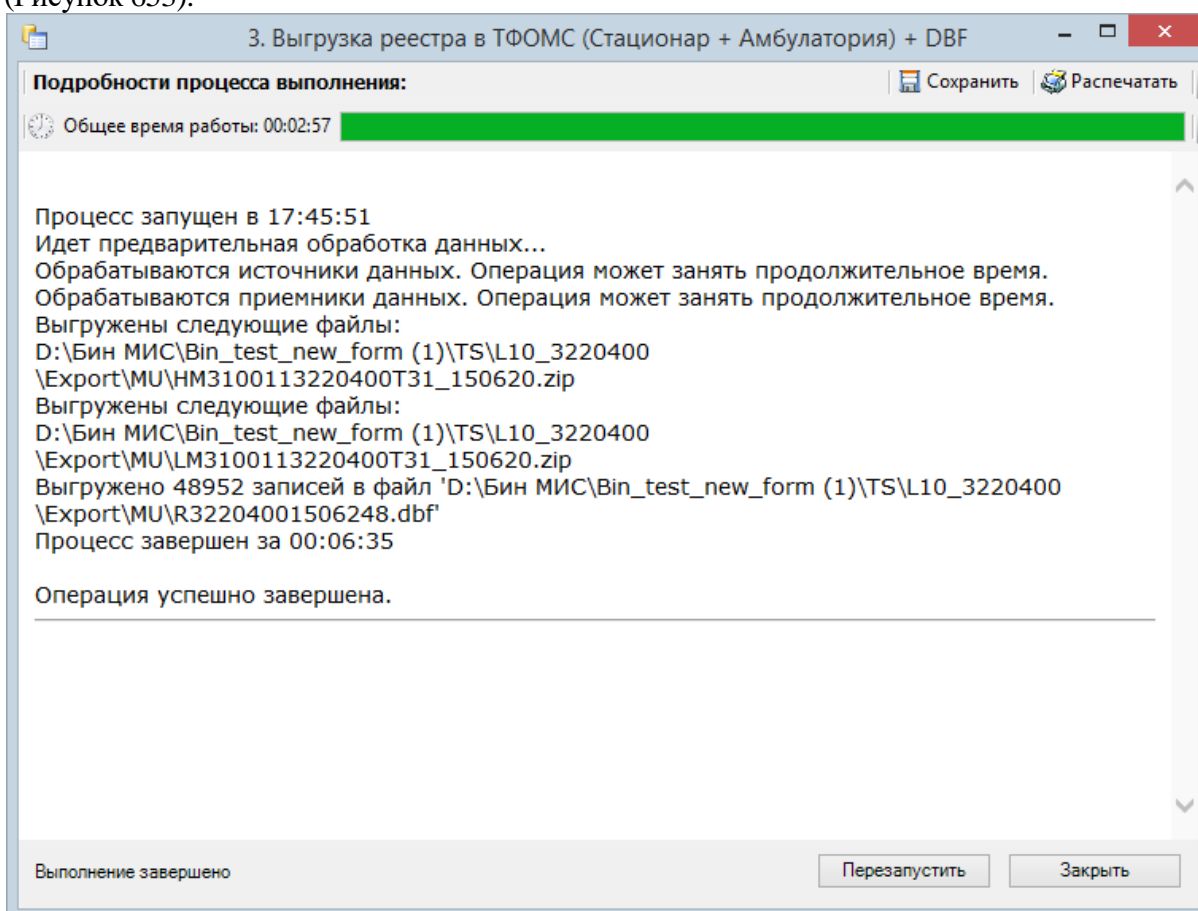 (Рисунок 653).
3. Выгрузка реестра в ТФОМС (Стационар + Амбулатория) + DBF
Подробности процесса выполнения:
Сохранить
Распечатать
Общее время работы: 00:02:57
Процесс запущен в 17:45:51
Идет предварительная обработка данных...
Обрабатываются источники данных. Операция может занять продолжительное время.
Обрабатываются приемники данных. Операция может занять продолжительное время.
Выгружены следующие файлы:
D:\Бин МИС\Bin_test_new_form (1)\TS\L10_3220400
\Export\MU\HM3100113220400T31_150620.zip
Выгружены следующие файлы:
D:\Бин МИС\Bin_test_new_form (1)\TS\L10_3220400
\Export\MU\LM3100113220400T31_150620.zip
Выгружено 48952 записей в файл 'D:\Бин МИС\Bin_test_new_form (1)\TS\L10_3220400
\Export\MU\R32204001506248.dbf'
Процесс завершен за 00:06:35
Операция успешно завершена.
Выполнение завершено
Перезапустить
Закрыть